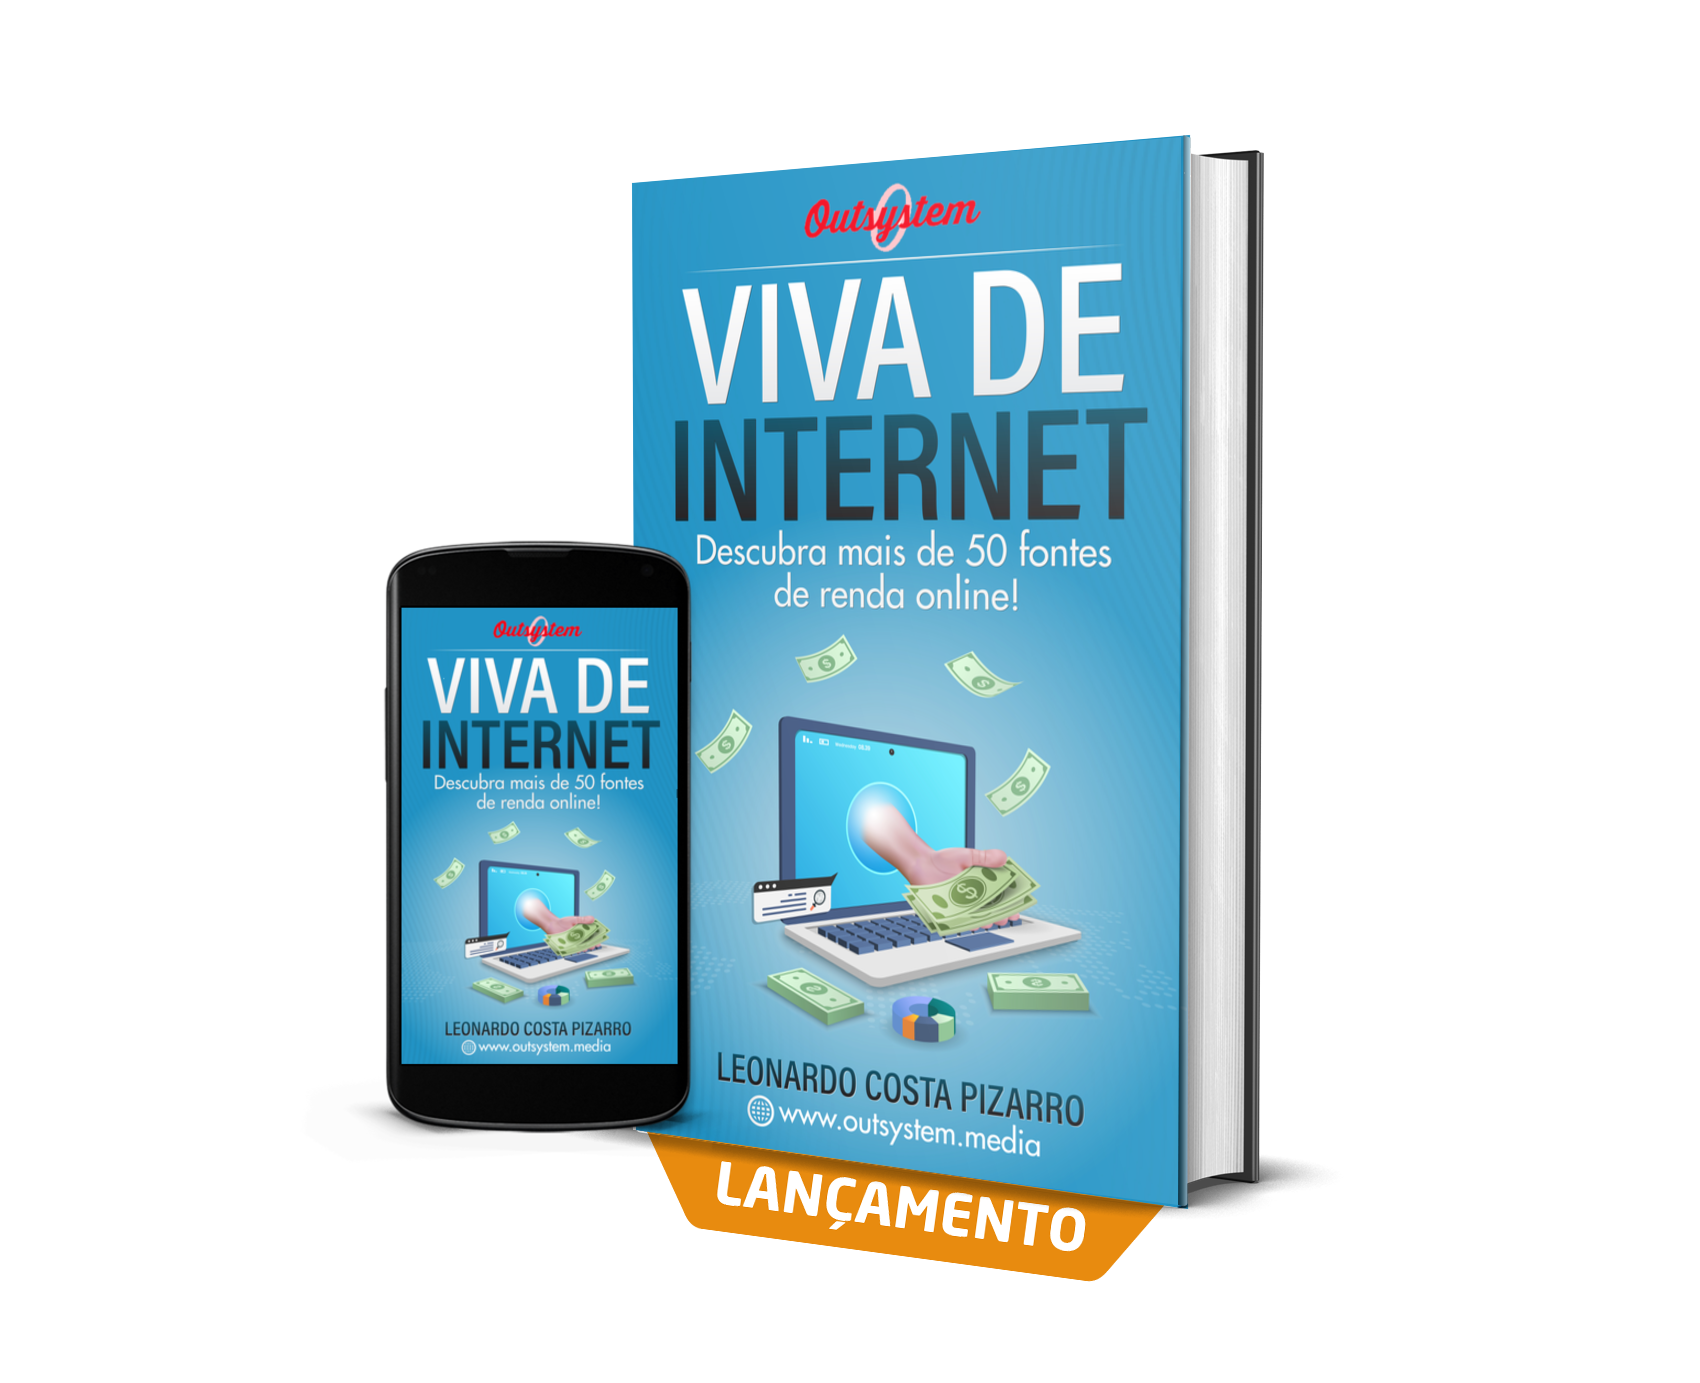 Outsystem
VIVA DE
INTERNET
Descubra mais de 50 fontes
de renda online!
LEONARDO COSTA PIZARRO
www.outsystem.media
LANÇAMENTO
Outsystem
VIVA DE
INTERNET
Descubra mais de 50 fontes
de renda online!
LEONARDO COSTA PIZARRO
www.outsystem.media